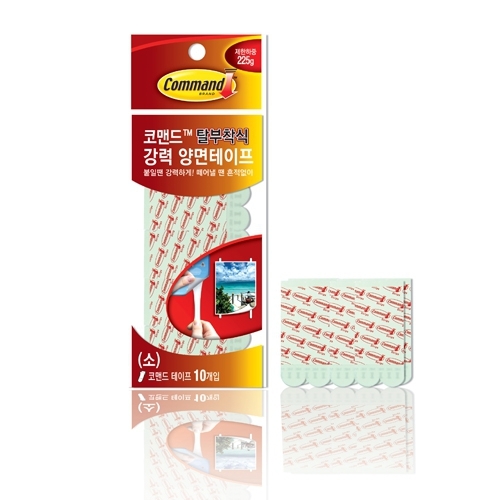 제한하중
225g
Command
BRAND
코맨드™ 탈부착식
강력 양면테이프
붙일땐 강력하게! 떼어낼 땐 흔적없이
(소)
코맨드 테이프 10개입